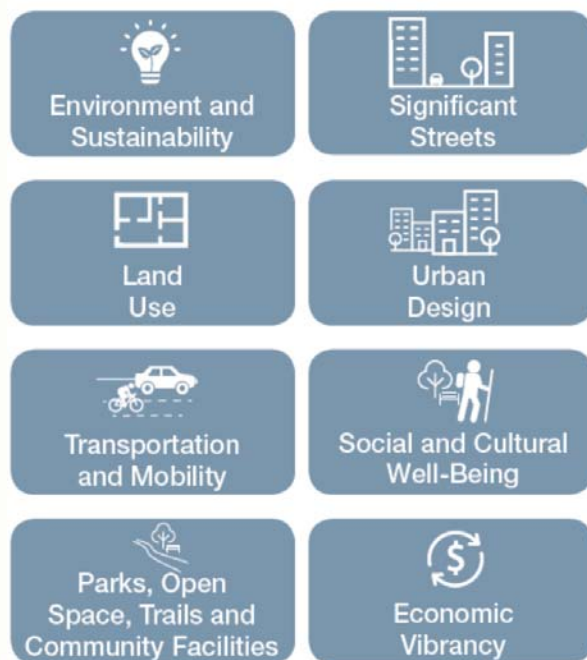 Environment and
Sustainability
Significant
Streets
Land
Use
Urban
Design
Transportation
and Mobility
Social and Cultural
Well-Being
Parks, Open
Space, Trails and
Community Facilities
$
Economic
Vibrancy